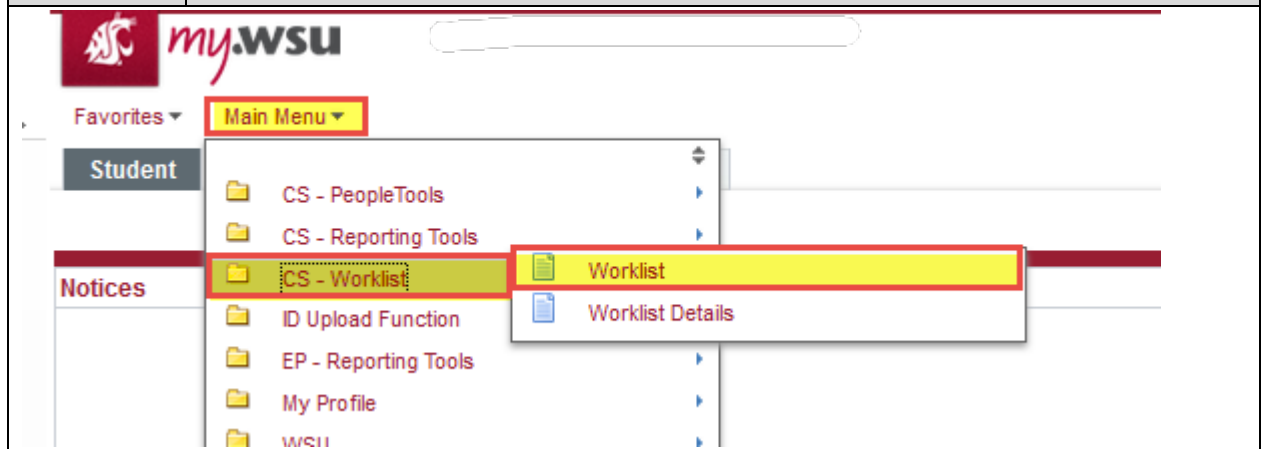 my.wsu
Favorites Main Menu
Student
CS - PeopleTools
CS - Reporting Tools
CS - Worklist
Worklist
Notices
ID Upload Function
Worklist Details
EP - Reporting Tools
My Profile
WSU